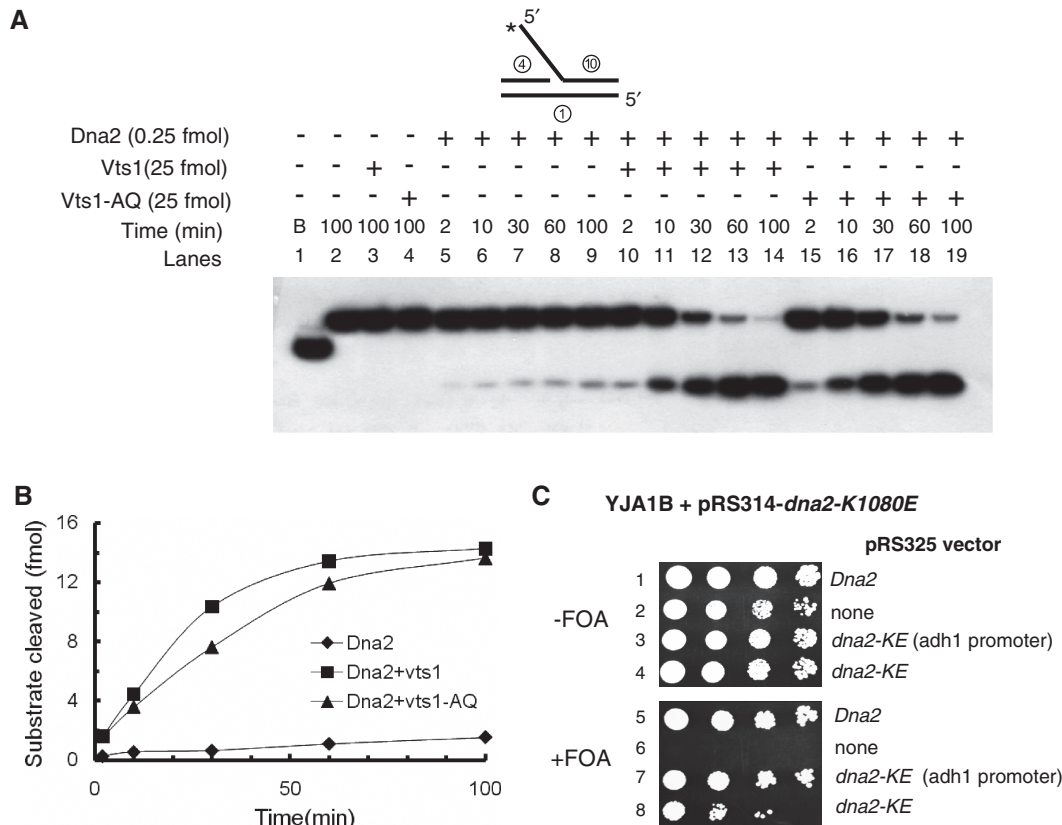 A
* 5′
④ ⑩
5′
①
Dna2 (0.25 fmol) - - - - + + + + + + + + + + + + + + +
Vts1(25 fmol) - - + - - - - - - + + + + + - - - - -
Vts1-AQ (25 fmol) - - - + - - - - - - - - - - + + + + +
Time (min) B 100 100 100 2 10 30 60 100 2 10 30 60 100 2 10 30 60 100
Lanes 1 2 3 4 5 6 7 8 9 10 11 12 13 14 15 16 17 18 19
B
Substrate cleaved (fmol)
16
12
8
4
0
Dna2
Dna2+vts1
Dna2+vts1-AQ
0 50 100
Time(min)
C
YJA1B + pRS314-dna2-K1080E
pRS325 vector
-FOA
1 Dna2
2 none
3 dna2-KE (adh1 promoter)
4 dna2-KE
+FOA
5 Dna2
6 none
7 dna2-KE (adh1 promoter)
8 dna2-KE